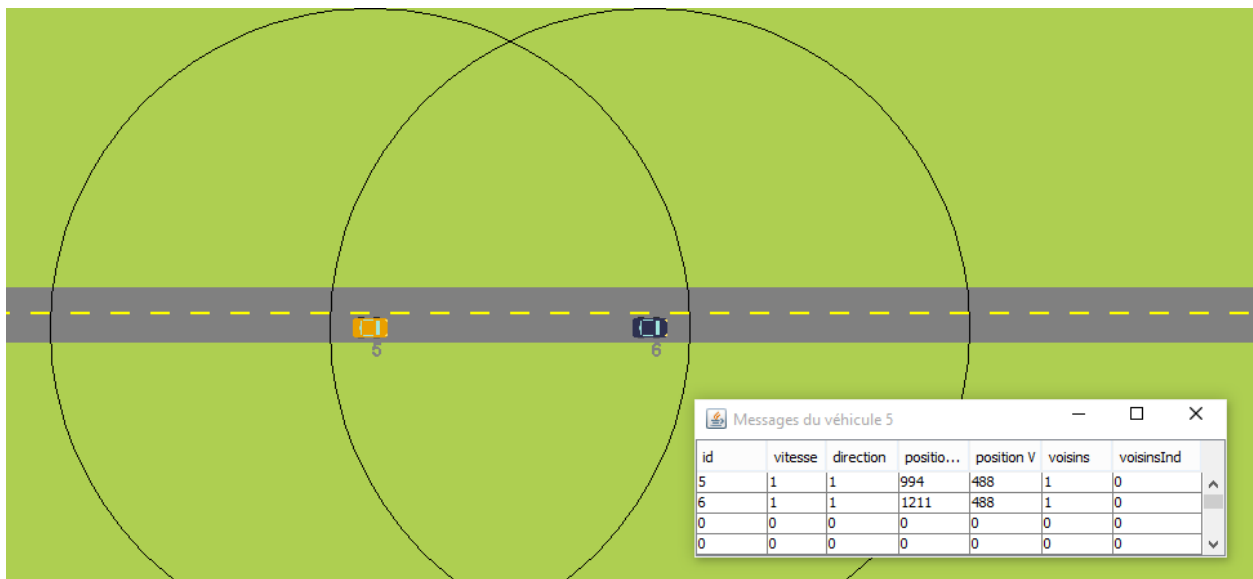 5 6
Messages du véhicule 5
id vitesse direction positio... position V voisins voisinsInd
5 1 1 994 488 1 0
6 1 1 1211 488 1 0
0 0 0 0 0 0 0
0 0 0 0 0 0 0